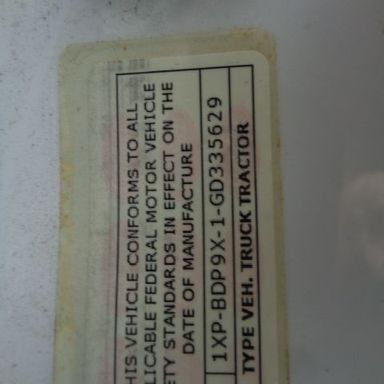 HIS VEHICLE CONFORMS TO ALL
LICABLE FEDERAL MOTOR VEHICLE
ETY STANDARDS IN EFFECT ON THE
DATE OF MANUFACTURE
1XP-BDP9X-1-GD335629
TYPE VEH. TRUCK TRACTOR